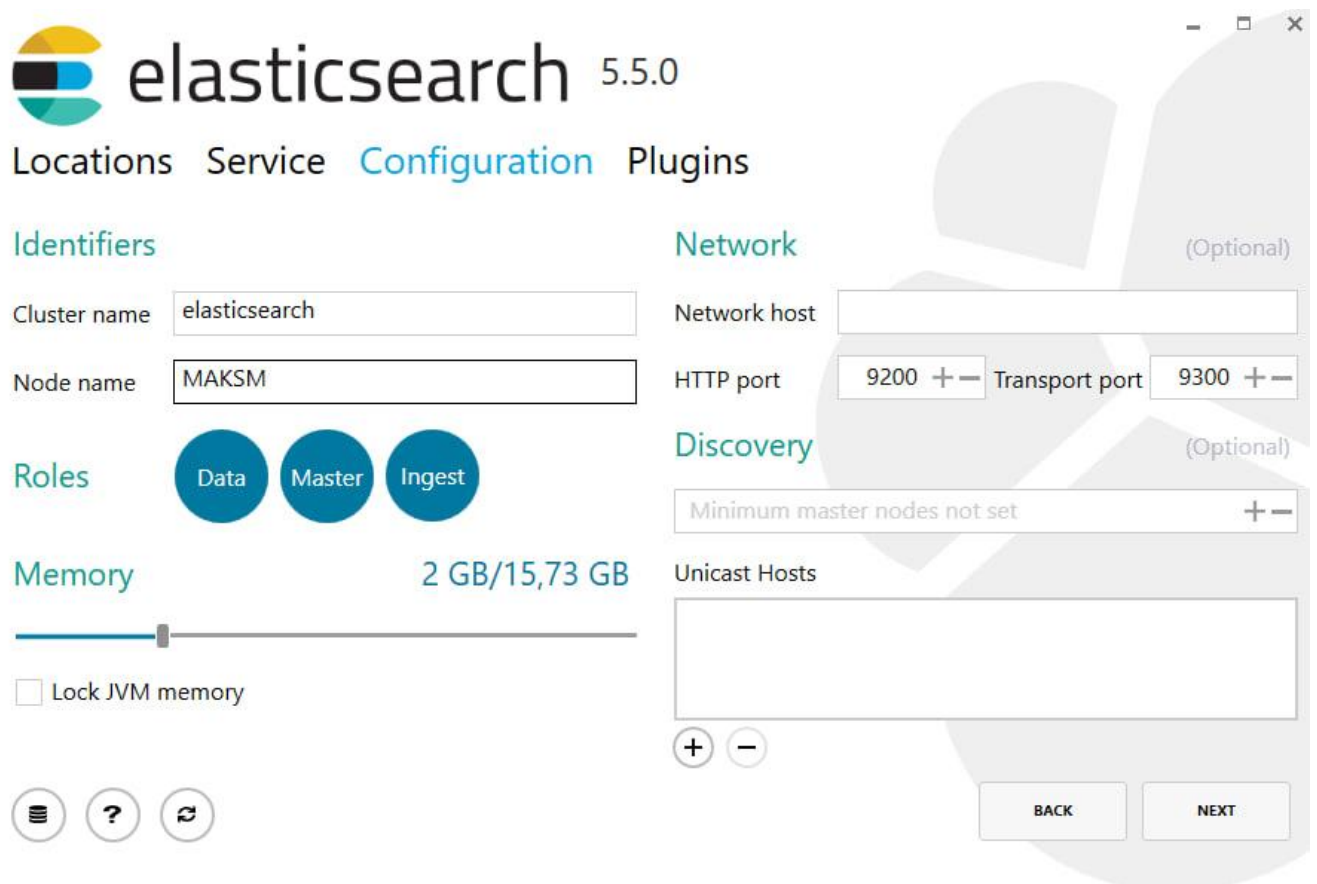 elasticsearch 5.5.0
Locations Service Configuration Plugins
Identifiers
Cluster name elasticsearch
Node name MAKSM
Roles Data Master Ingest
Memory 2 GB/15,73 GB
Lock JVM memory
Network (Optional)
Network host
HTTP port 9200 +− Transport port 9300 +−
Discovery (Optional)
Minimum master nodes not set +−
Unicast Hosts
+ −
?
BACK NEXT